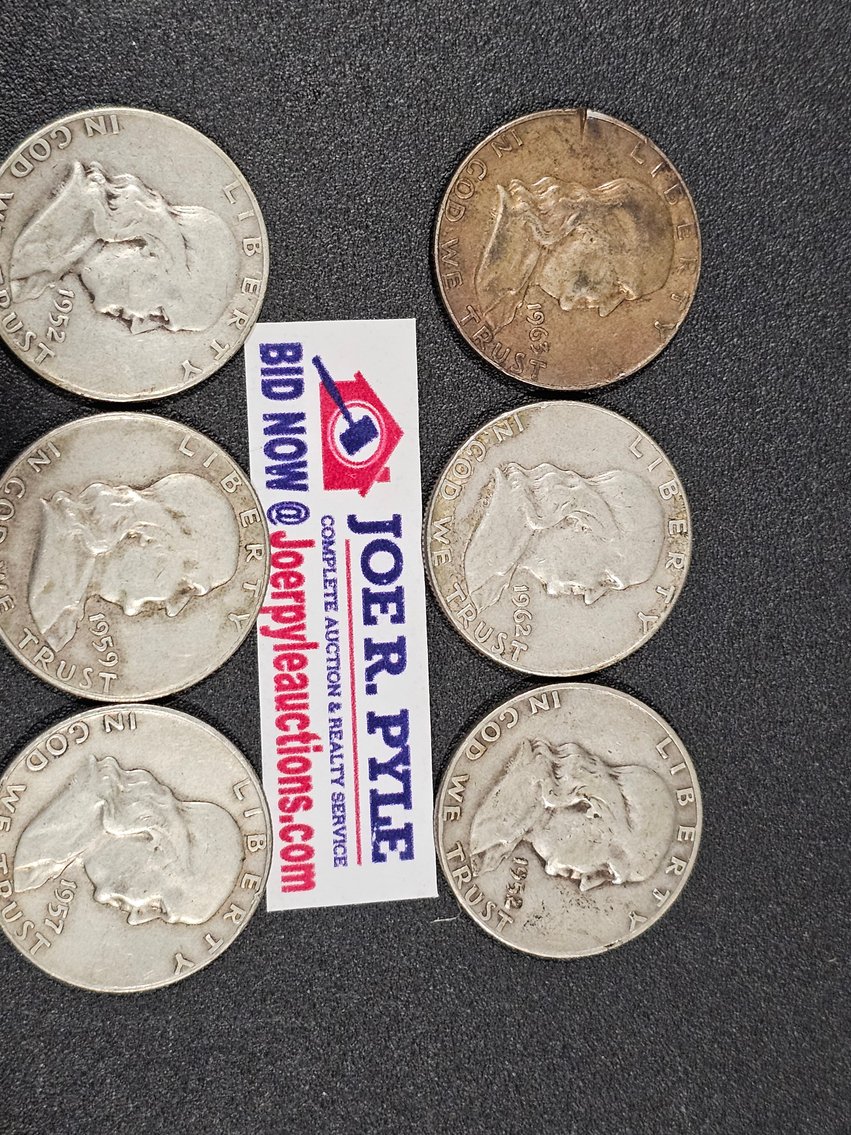 LIBERTY
IN GOD WE TRUST
1952
LIBERTY
IN GOD WE TRUST
LIBERTY
IN GOD WE TRUST
1959
LIBERTY
IN GOD WE TRUST
1962
LIBERTY
IN GOD WE TRUST
1957
LIBERTY
IN GOD WE TRUST
1952
JOE R. PYLE
COMPLETE AUCTION & REALTY SERVICE
BID NOW @ Joerpyleauctions.com